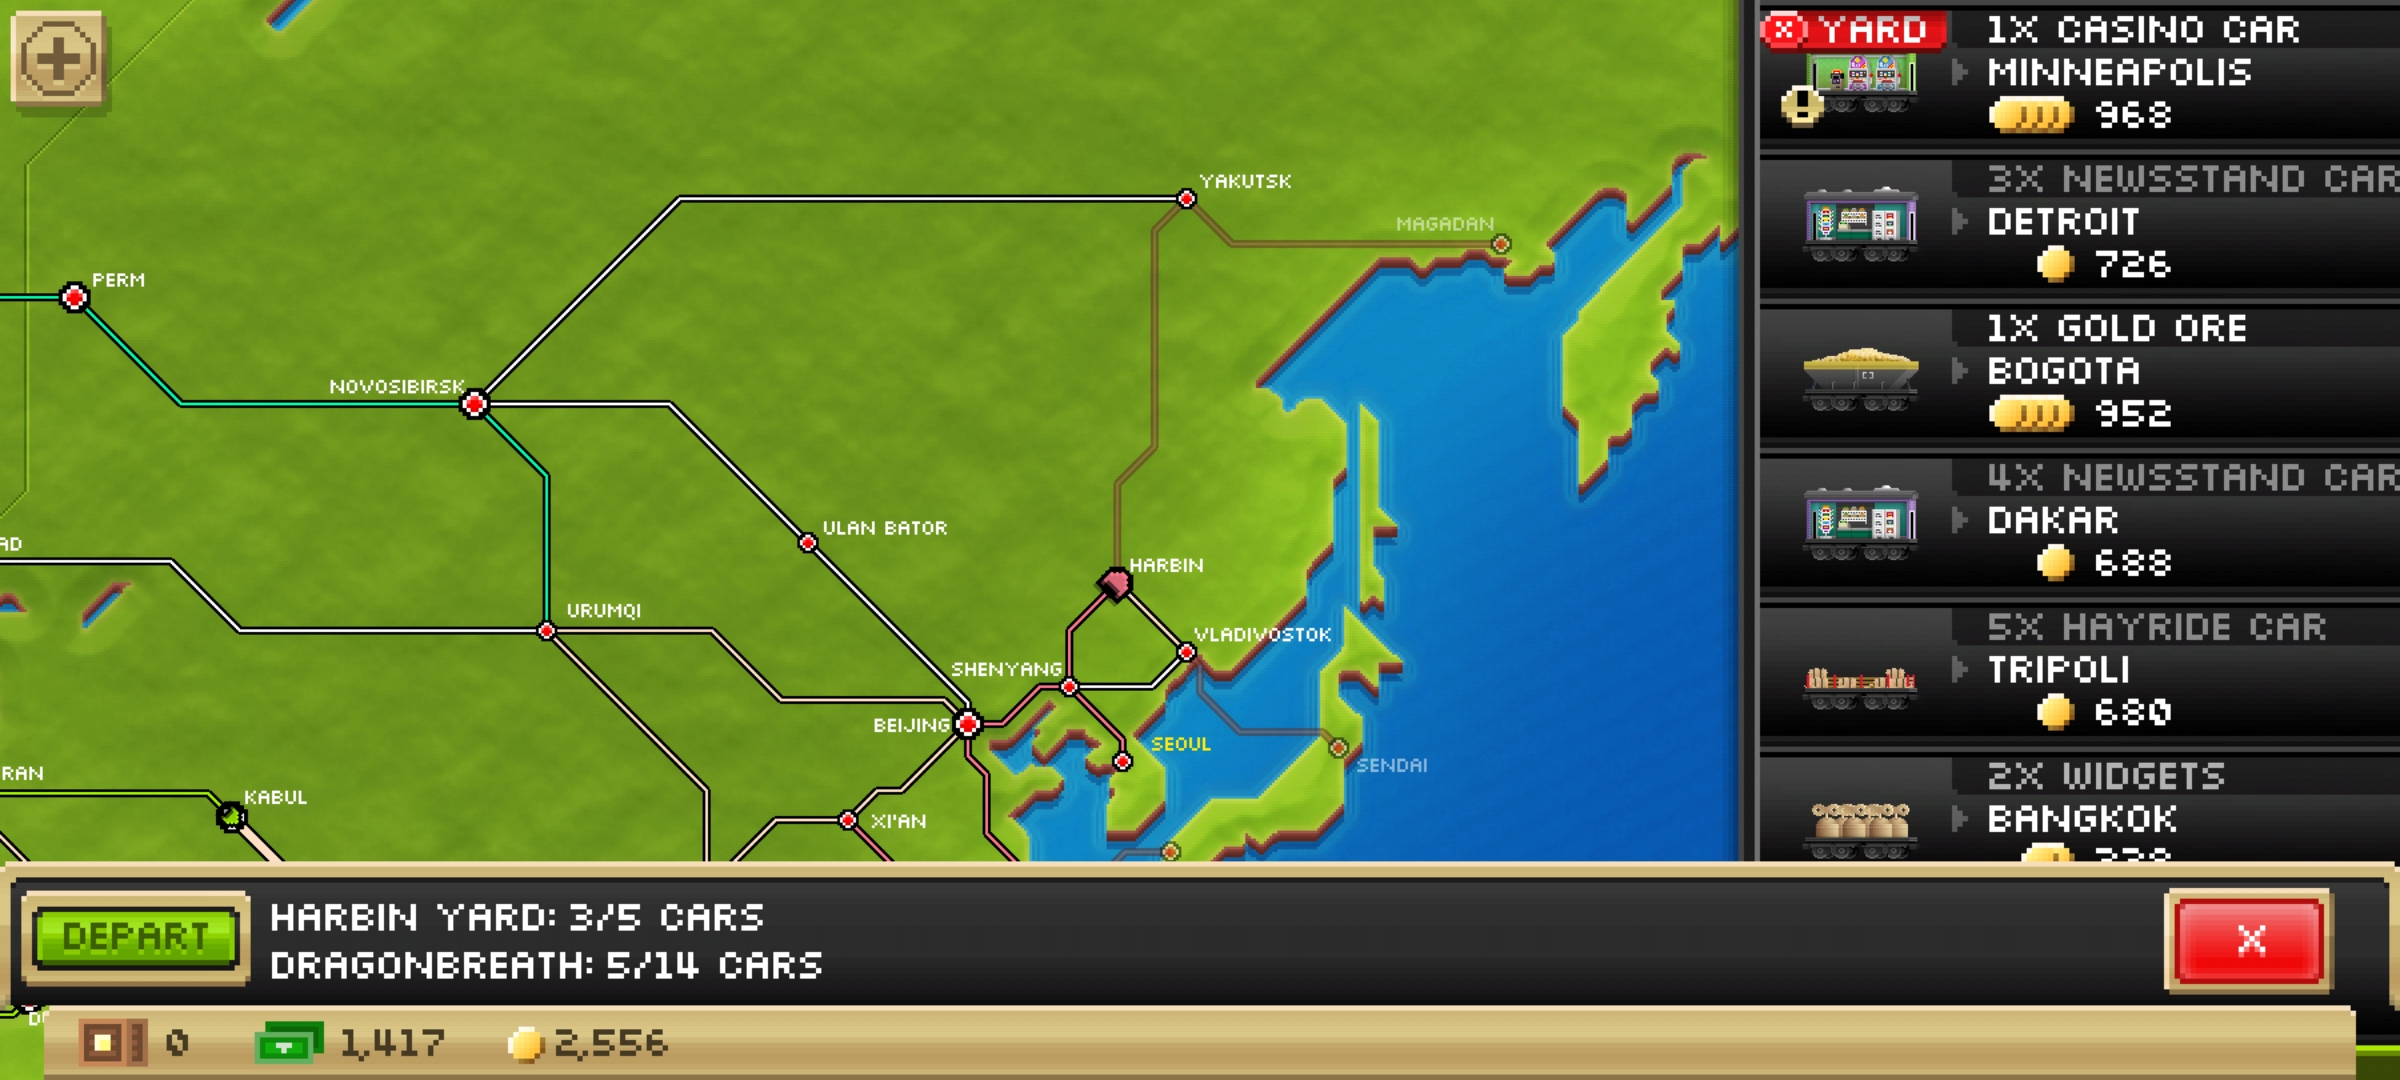 YAKUTSK
MAGADAN
PERM
NOVOSIBIRSK
ULAN BATOR
AD
HARBIN
URUMQI
VLADIVOSTOK
SHENYANG
BEIJING
SEOUL
SENDAI
RAN
KABUL
XI'AN
YARD
1X CASINO CAR
MINNEAPOLIS
968
3X NEWSSTAND CAR
DETROIT
726
1X GOLD ORE
BOGOTA
952
4X NEWSSTAND CAR
DAKAR
688
5X HAYRIDE CAR
TRIPOLI
680
2X WIDGETS
BANGKOK
DEPART
HARBIN YARD: 3/5 CARS
DRAGONBREATH: 5/14 CARS
X
0
1,417
2,556